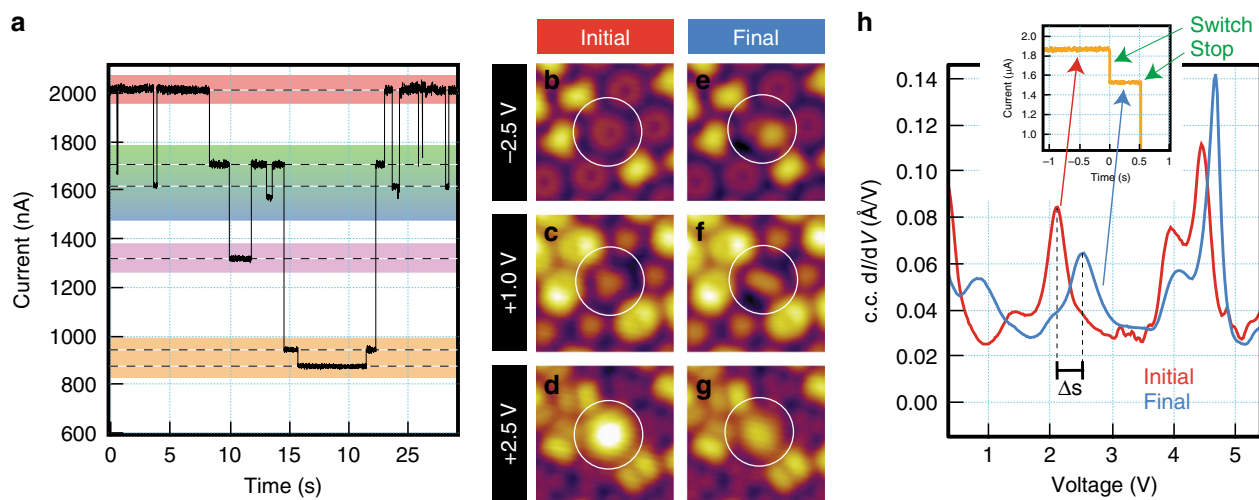 a
2000
1800
1600
1400
1200
1000
800
600
Current (nA)
0 5 10 15 10 25
Time (s)
Initial Final
−2.5 V
+1.0 V
+2.5 V
b e
c f
d g
h
Switch
Stop
2.0
1.8
1.6
1.4
1.2
1.0
Current (µA)
−1 −0.5 0 0.5 1
Time (s)
0.14
0.12
0.10
0.08
0.06
0.04
0.02
0.00
c.c. dI/dV (Å/V)
Δs
Initial
Final
1 2 3 4 5
Voltage (V)